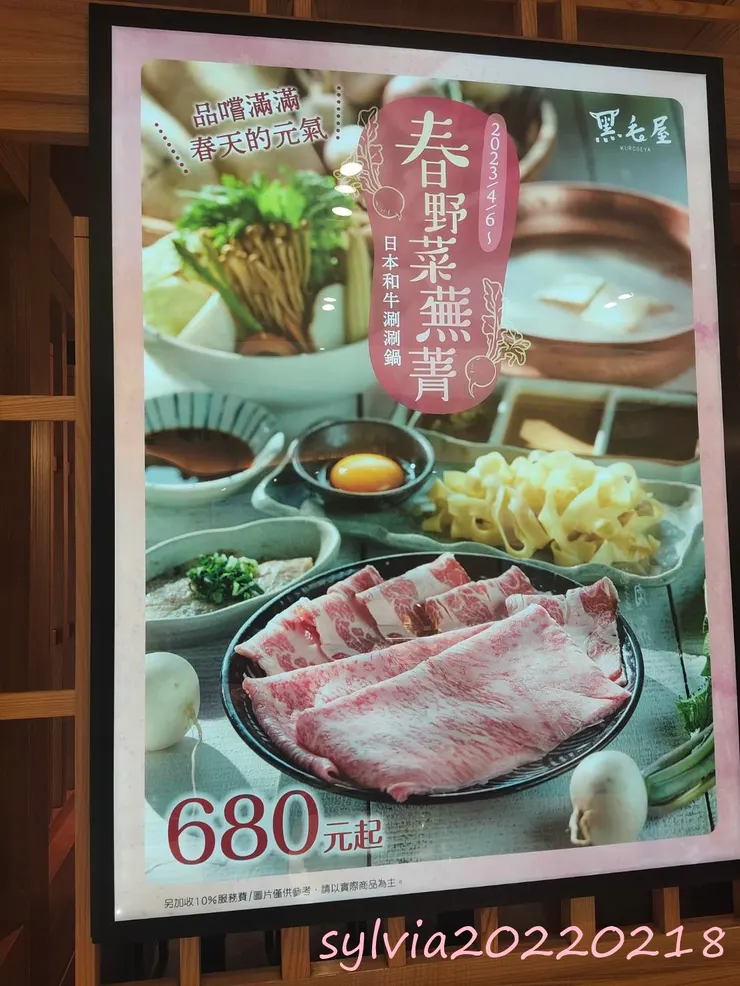 品嚐滿滿
春天的元氣
2023/4/6~
春野菜蕪菁
日本和牛涮涮鍋
黑毛屋
KUROGEYA
680元起
另加收10%服務費/圖片僅供參考，請以實際商品為主。
sylvia20220218